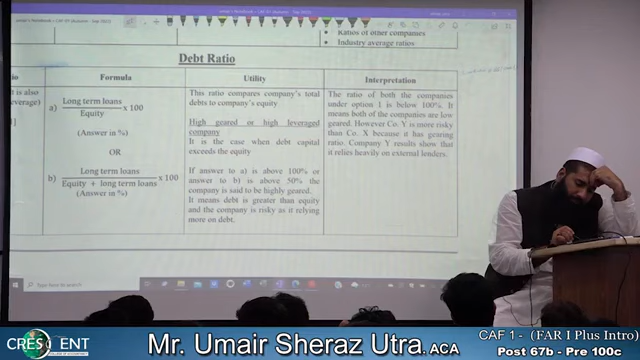 Ratios of other companies
Industry average ratios
Debt Ratio
Formula
Utility
Interpretation
t is also
everage)
a) Long term loans x 100
Equity
(Answer in %)
OR
b) Long term loans x 100
Equity + long term loans
(Answer in %)
This ratio compares company's total
debts to company's equity
High geared or high leveraged
company
It is the case when debt capital
exceeds the equity
If answer to a) is above 100% or
answer to b) is above 50% the
company is said to be highly geared.
It means debt is greater than equity
and the company is risky as it relying
more on debt.
The ratio of both the companies
under option 1 is below 100%. It
means both of the companies are low
geared. However Co. Y is more risky
than Co. X because it has gearing
ratio. Company Y results show that
it relies heavily on external lenders.
Type here to search
CRESCENT
COLLEGE OF ACCOUNTANCY
Mr. Umair Sheraz Utra. ACA
CAF 1 - (FAR I Plus Intro)
Post 67b - Pre 100c